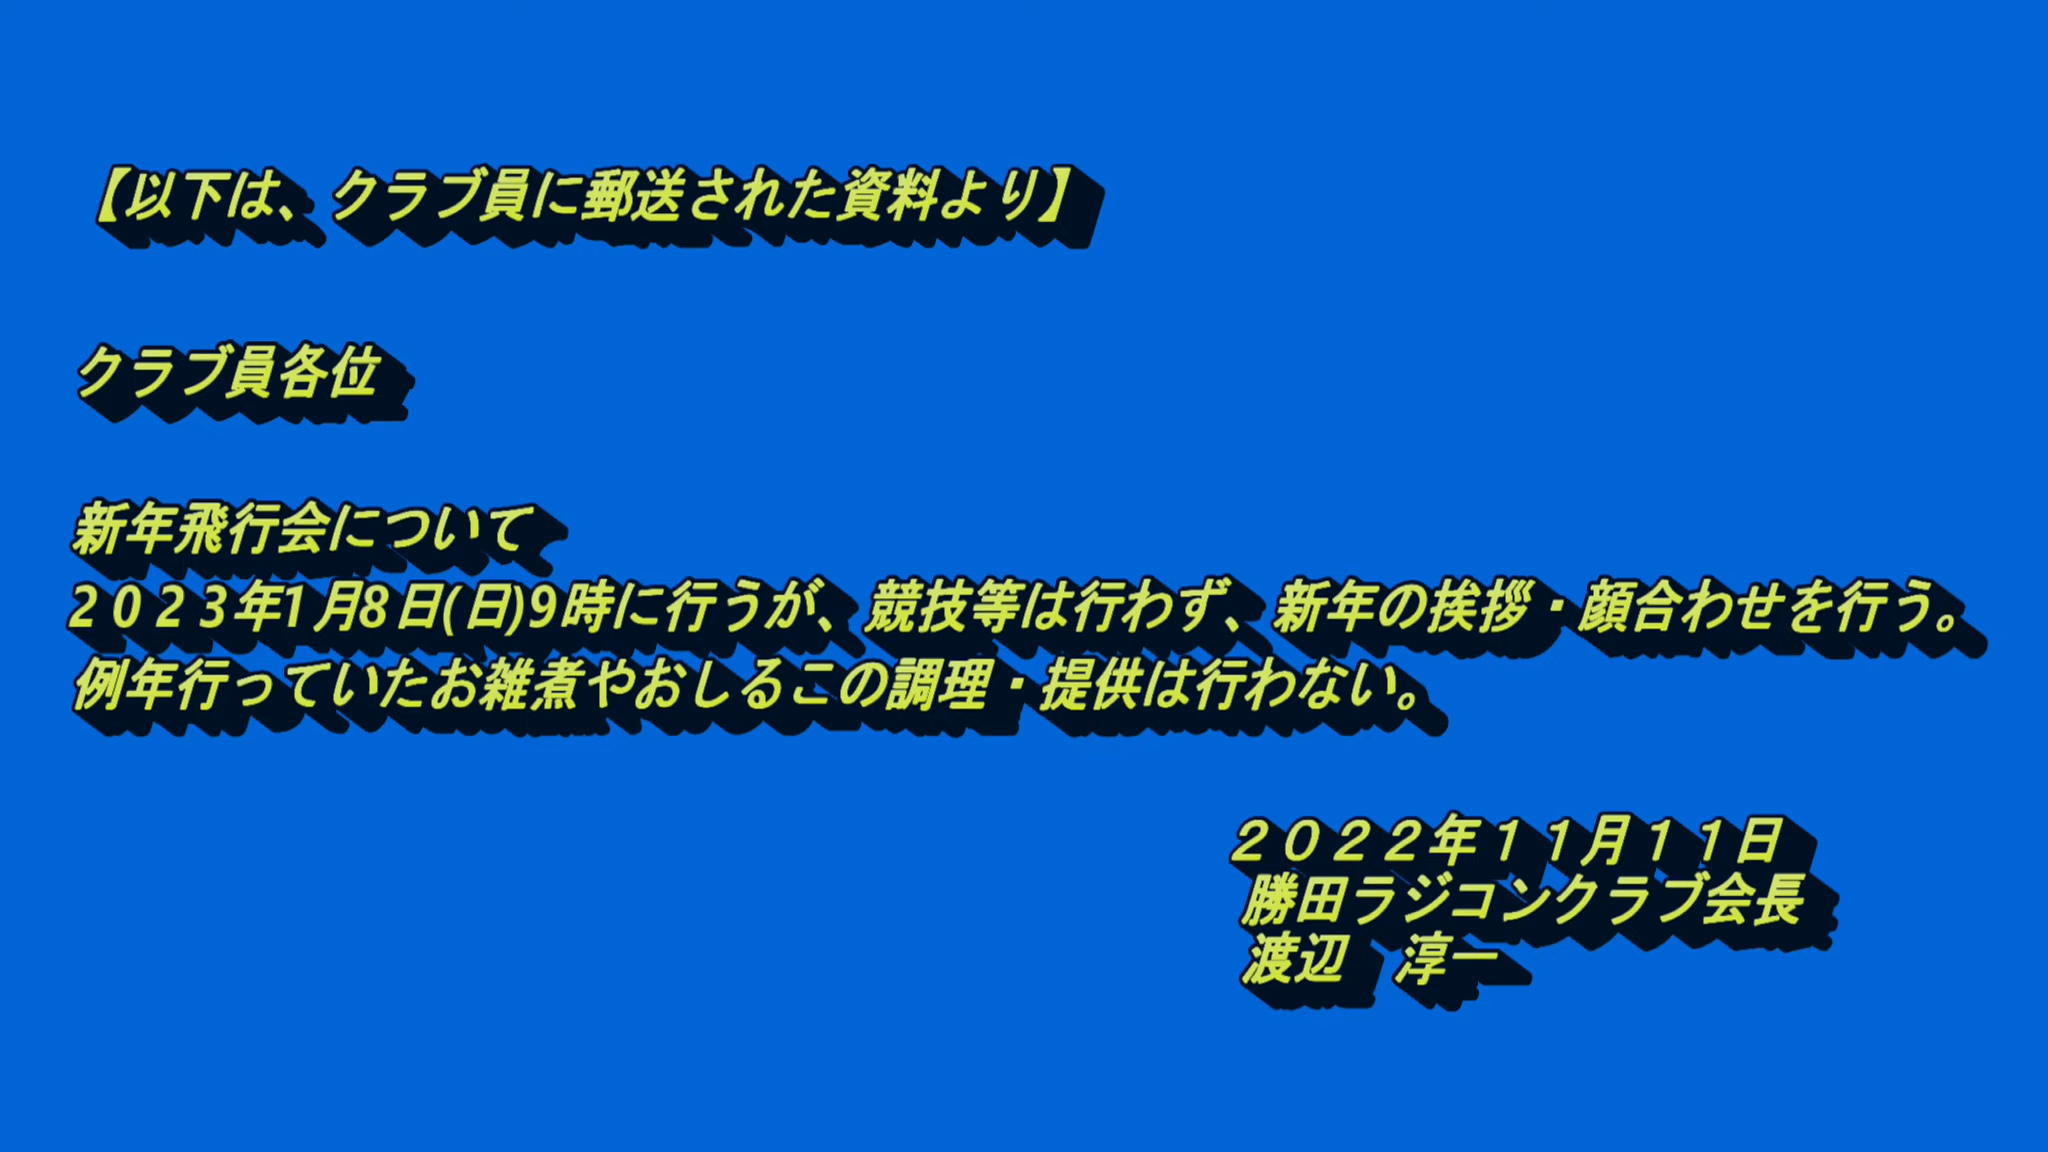 【以下は、クラブ員に郵送された資料より】
クラブ員各位
新年飛行会について
２０２３年1月8日(日)9時に行うが、競技等は行わず、新年の挨拶・顔合わせを行う。
例年行っていたお雑煮やおしるこの調理・提供は行わない。
２０２２年１１月１１日
勝田ラジコンクラブ会長
渡辺　淳一